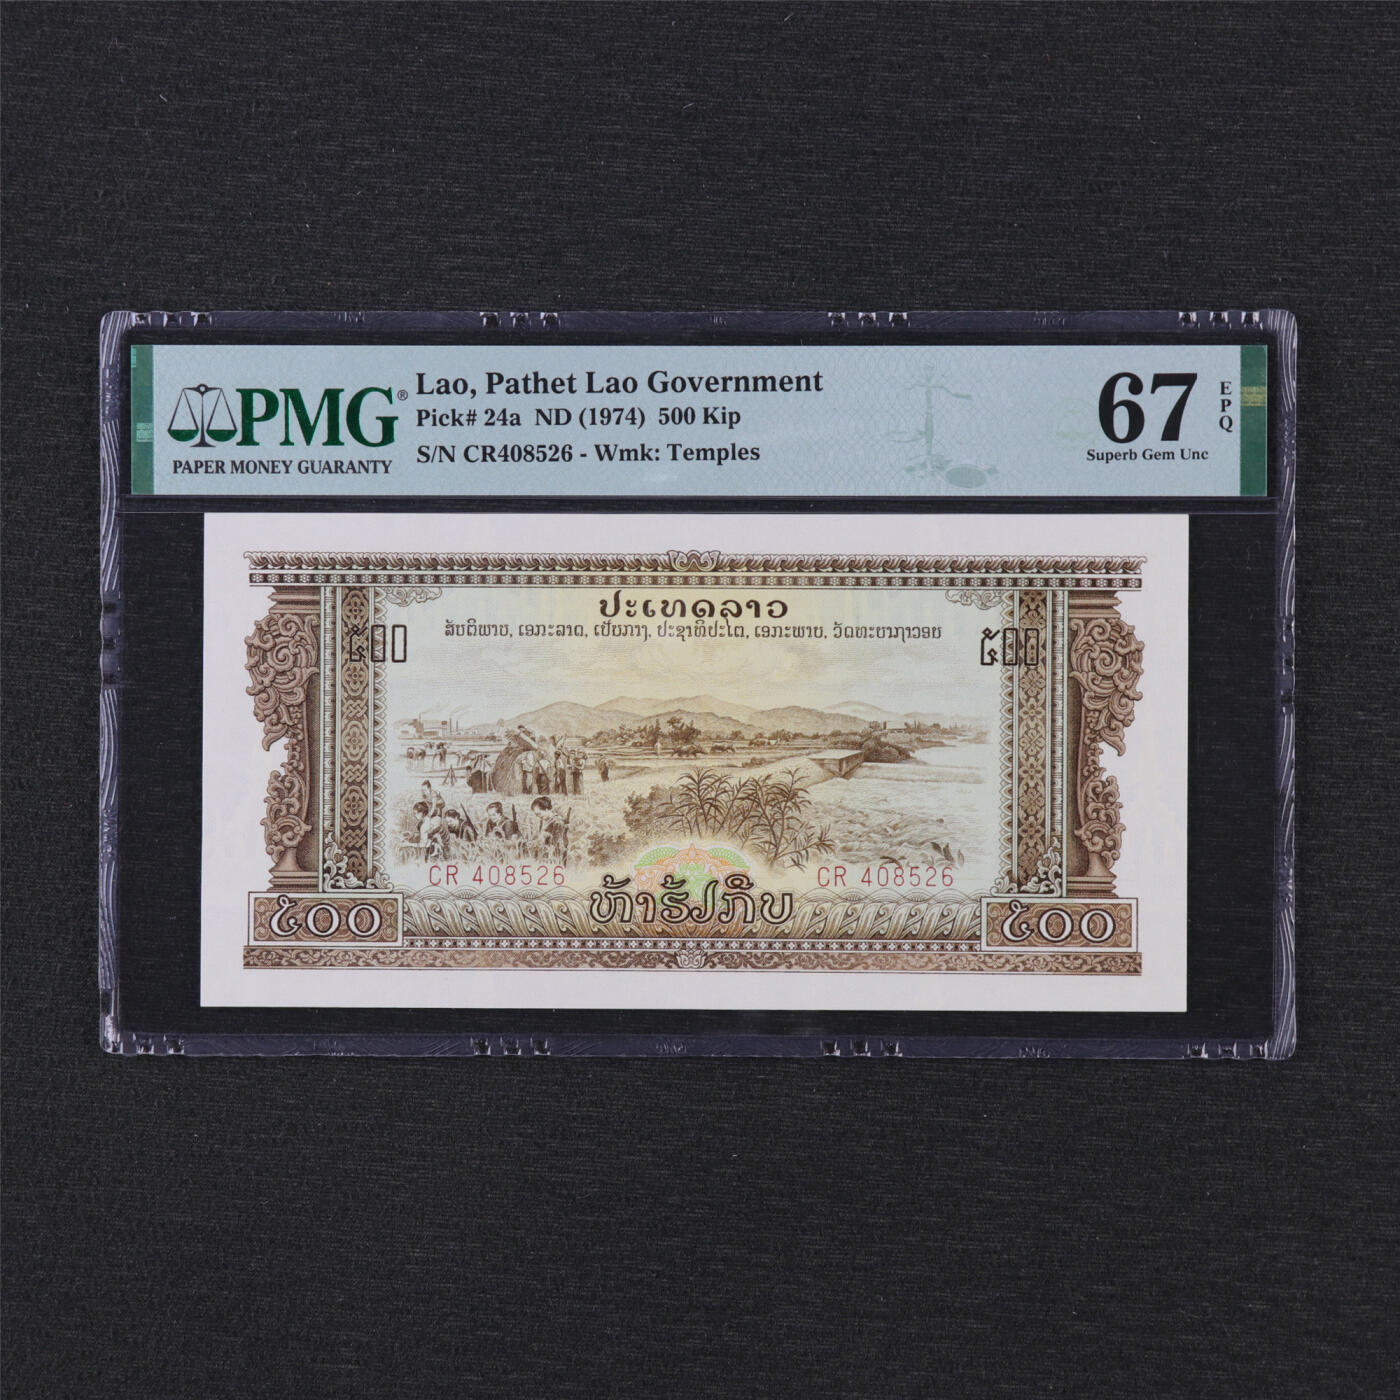 PMG®
PAPER MONEY GUARANTY
Lao, Pathet Lao Government
Pick# 24a ND (1974) 500 Kip
S/N CR408526 - Wmk: Temples
67
EPQ
Superb Gem Unc
ປະເທດລາວ
ສັນຕິພາບ, ເອກະລາດ, ເປັນກາງ, ປະຊາທິປະໄຕ, ເອກະພາບ, ວັດທະນາຖາວອນ
໕໐໐ ໕໐໐
CR 408526 CR 408526
ຫ້າຮ້ອຽກີບ
໕໐໐ ໕໐໐